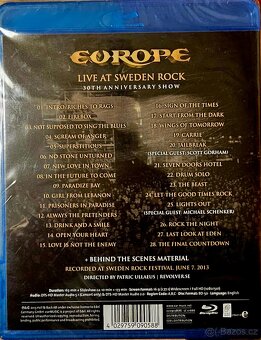 EUROPE
LIVE AT SWEDEN ROCK
30TH ANNIVERSARY SHOW
01. INTRO/RICHES TO RAGS
02. FIREBOX
03. NOT SUPPOSED TO SING THE BLUES
04. SCREAM OF ANGER
05. SUPERSTITIOUS
06. NO STONE UNTURNED
07. NEW LOVE IN TOWN
08. IN THE FUTURE TO COME
09. PARADIZE BAY
10. GIRL FROM LEBANON
11. PRISONERS IN PARADISE
12. ALWAYS THE PRETENDERS
13. DRINK AND A SMILE
14. OPEN YOUR HEART
15. LOVE IS NOT THE ENEMY
16. SIGN OF THE TIMES
17. START FROM THE DARK
18. WINGS OF TOMORROW
19. CARRIE
20. JAILBREAK
(SPECIAL GUEST: SCOTT GORHAM)
21. SEVEN DOORS HOTEL
22. DRUM SOLO
23. THE BEAST
24. LET THE GOOD TIMES ROCK
25. LIGHTS OUT
(SPECIAL GUEST: MICHAEL SCHENKER)
26. ROCK THE NIGHT
27. LAST LOOK AT EDEN
28. THE FINAL COUNTDOWN
+ BEHIND THE SCENES MATERIAL
RECORDED AT SWEDEN ROCK FESTIVAL, JUNE 7, 2013
DIRECTED BY PATRIC ULLAEUS | REVOLVER.SE
4 029759 090588